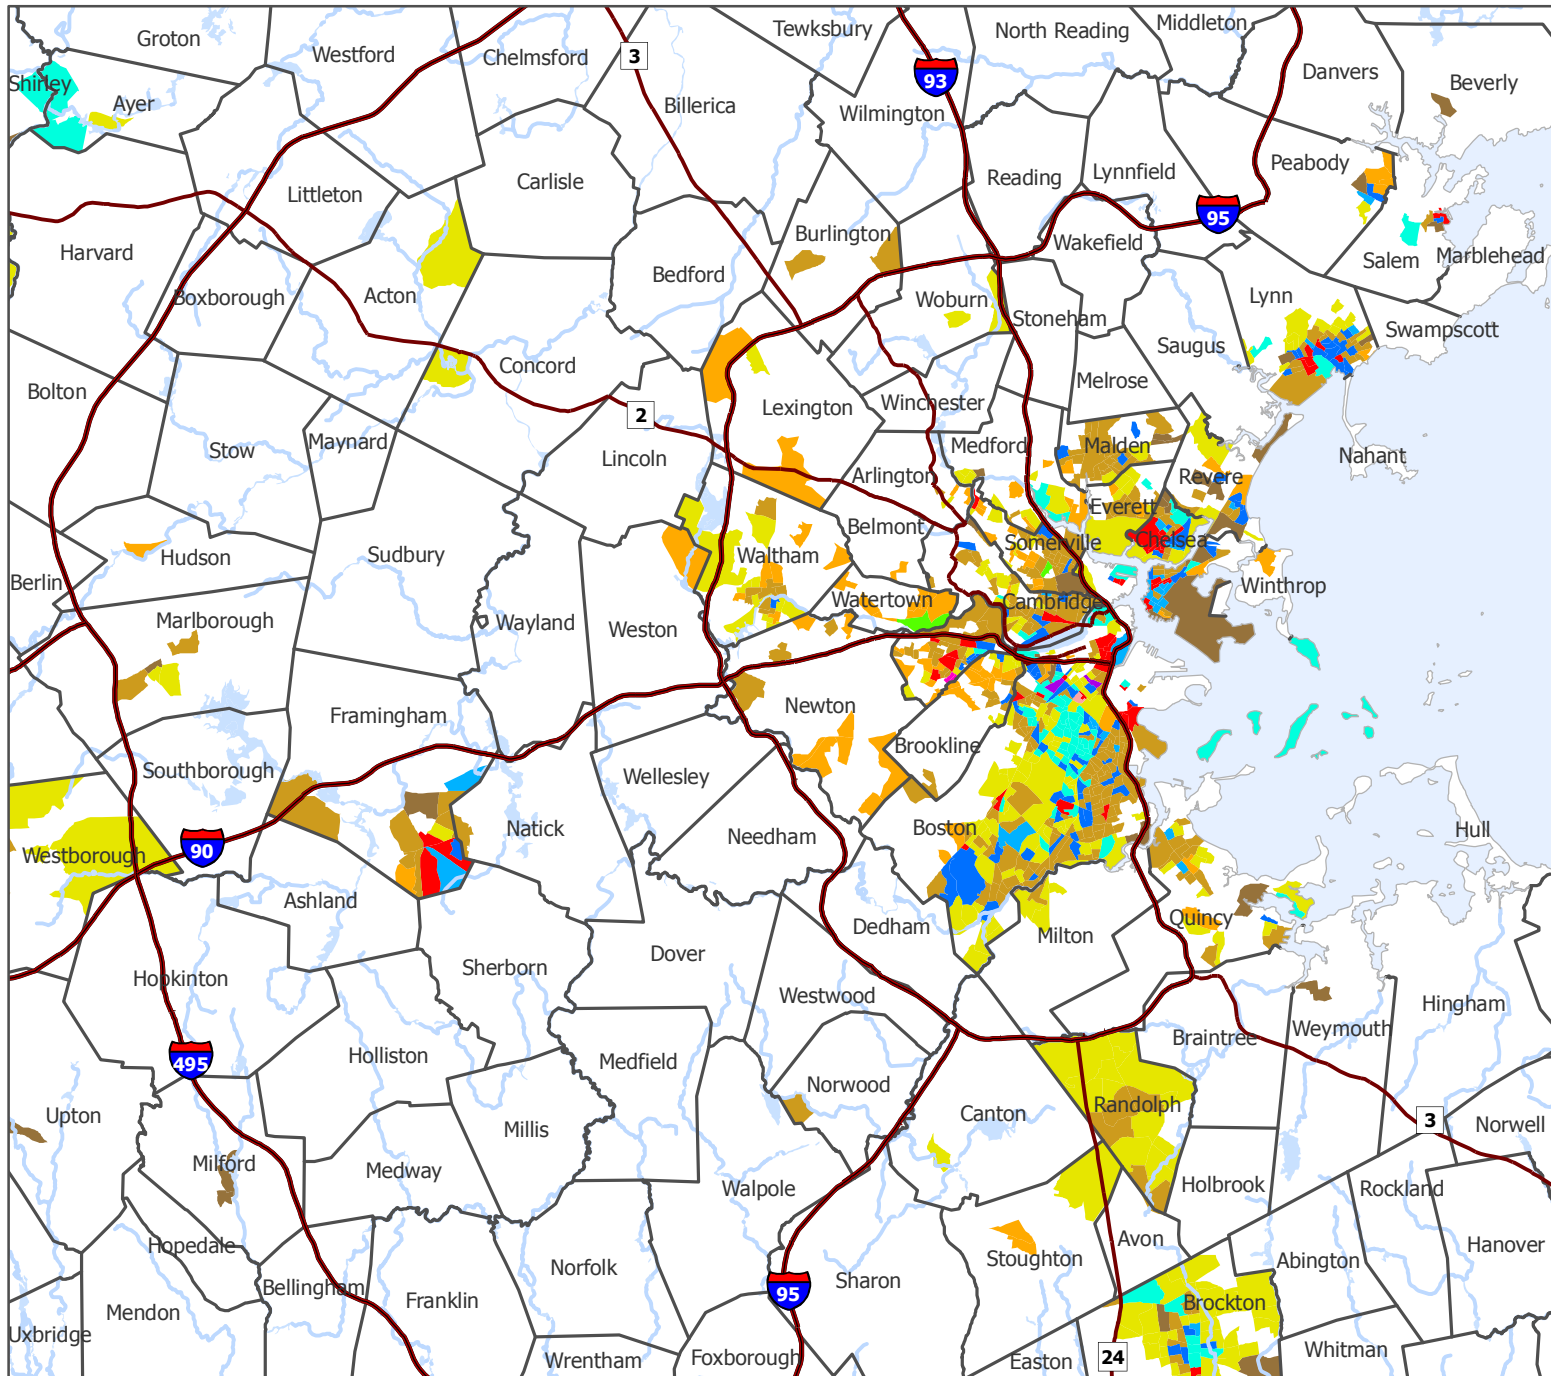 Tewksbury
North Reading
Middleton
Groton
Westford
Chelmsford
3
93
Danvers
Beverly
Shirley
Ayer
Billerica
Wilmington
Peabody
Littleton
Carlisle
Reading
Lynnfield
95
Harvard
Burlington
Wakefield
Salem
Marblehead
Bedford
Boxborough
Acton
Woburn
Stoneham
Lynn
Swampscott
Saugus
Concord
Bolton
Melrose
Winchester
Lexington
2
Stow
Maynard
Lincoln
Medford
Malden
Nahant
Arlington
Revere
Everett
Belmont
Hudson
Sudbury
Waltham
Somerville
Chelsea
Berlin
Winthrop
Watertown
Cambridge
Marlborough
Wayland
Weston
Framingham
Newton
Brookline
Southborough
Wellesley
Natick
Needham
Boston
Hull
90
Westborough
Ashland
Quincy
Dedham
Milton
Dover
Sherborn
Hopkinton
Westwood
Hingham
Weymouth
Braintree
495
Holliston
Medfield
Norwood
Canton
Randolph
Upton
3
Norwell
Millis
Milford
Medway
Walpole
Holbrook
Rockland
Hopedale
Avon
Hanover
Stoughton
Abington
Norfolk
Sharon
Bellingham
95
Franklin
Brockton
Mendon
Uxbridge
Whitman
Wrentham
Foxborough
Easton
24